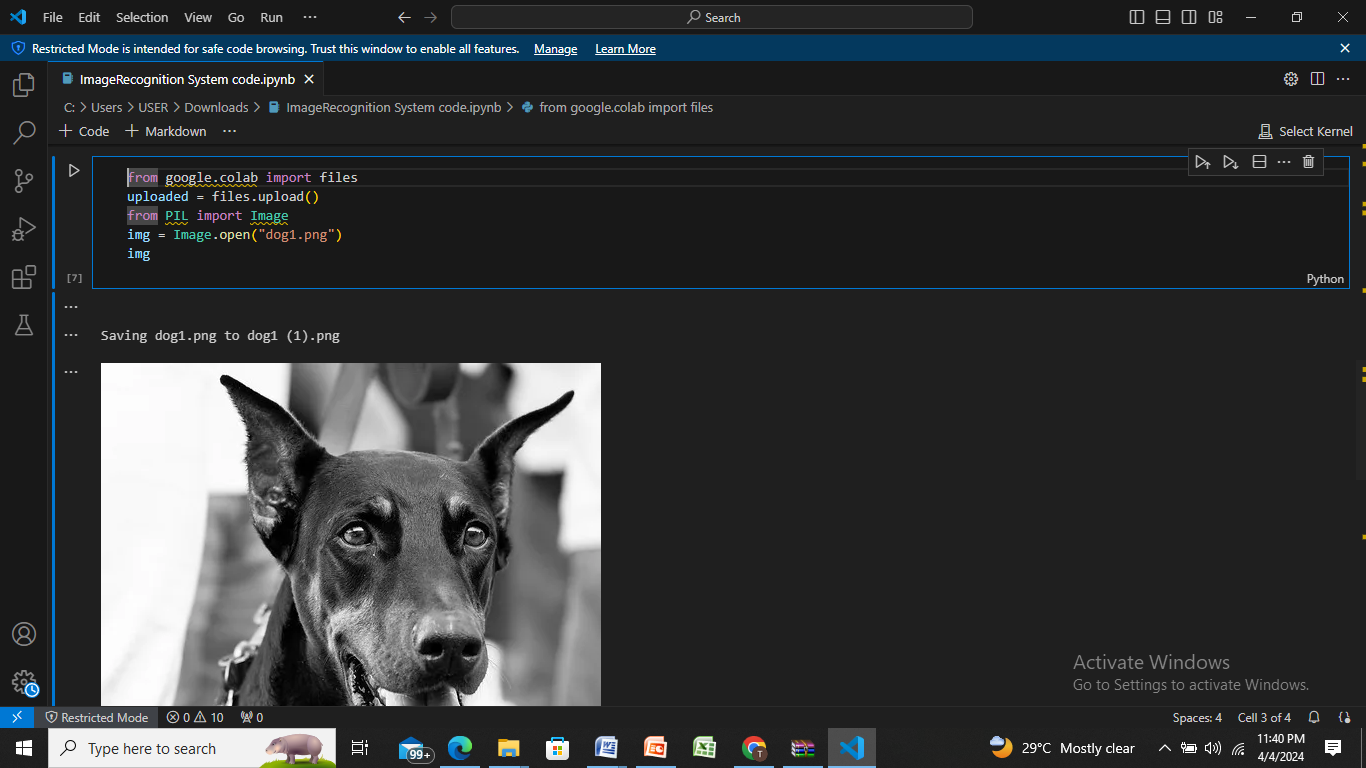 File Edit Selection View Go Run ··· Search
Restricted Mode is intended for safe code browsing. Trust this window to enable all features. Manage Learn More
ImageRecognition System code.ipynb
C: > Users > USER > Downloads > ImageRecognition System code.ipynb > from google.colab import files
+ Code + Markdown ··· Select Kernel
from google.colab import files
uploaded = files.upload()
from PIL import Image
img = Image.open("dog1.png")
img
[7] Python
Saving dog1.png to dog1 (1).png
Activate Windows
Go to Settings to activate Windows.
Restricted Mode 0 10 0 Spaces: 4 Cell 3 of 4
Type here to search 99+ T 29°C Mostly clear 11:40 PM
4/4/2024